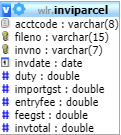 wlr.inviparcel
acctcode : varchar(8)
fileno : varchar(15)
invno : varchar(7)
invdate : date
duty : double
importgst : double
entryfee : double
feegst : double
invtotal : double